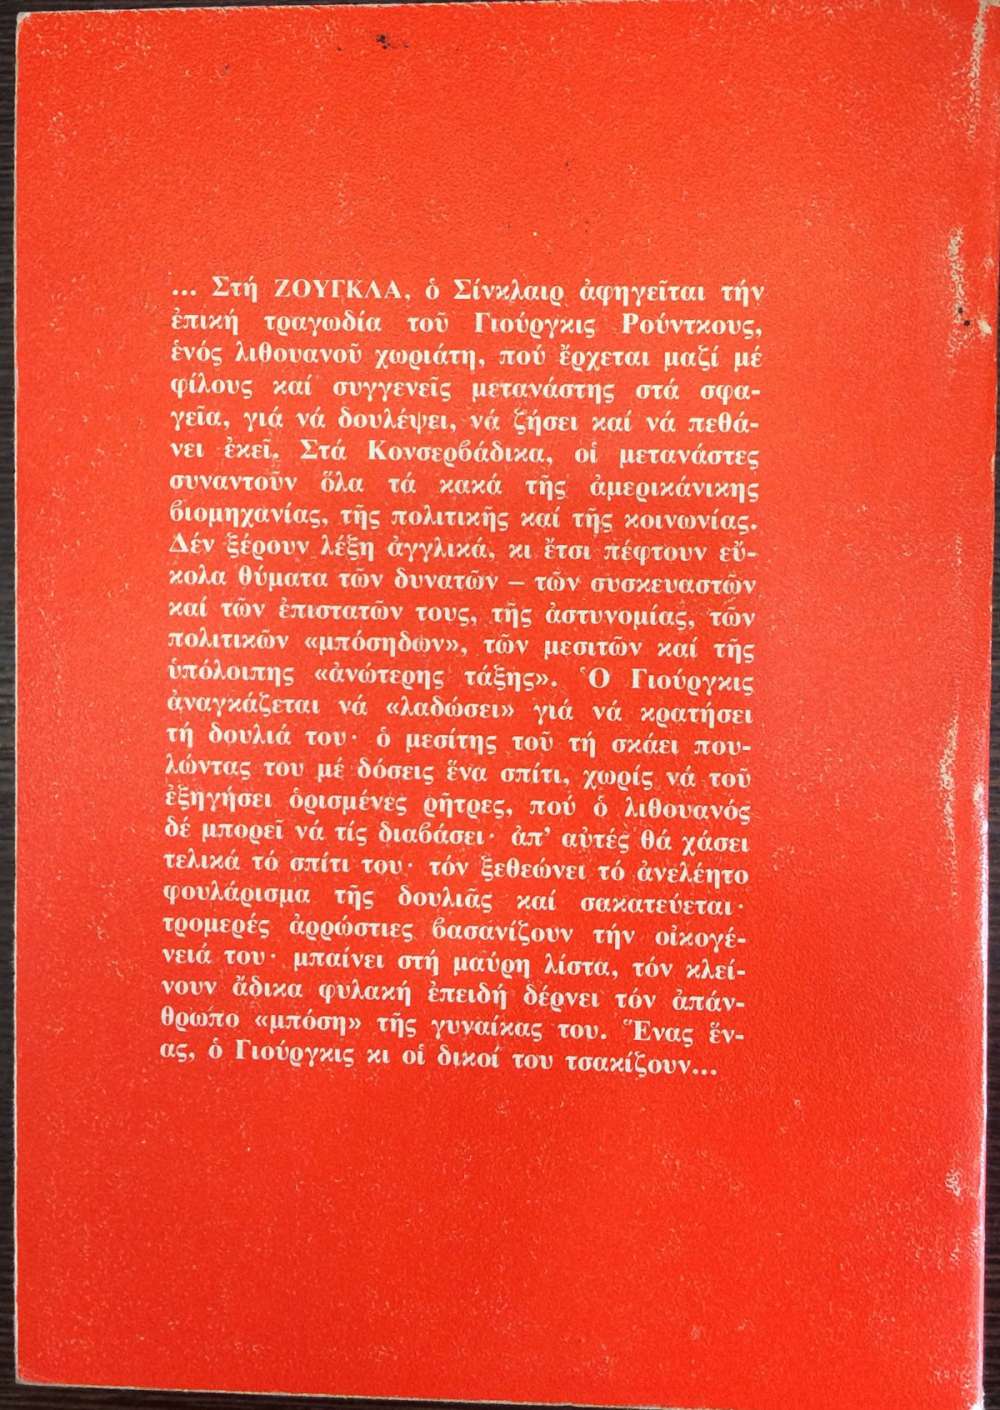 ... Στή ΖΟΥΓΚΛΑ, ὁ Σίνκλαιρ ἀφηγεῖται τήν
ἐπική τραγωδία τοῦ Γιούργκις Ρούντκους,
ἑνός λιθουανοῦ χωριάτη, πού ἔρχεται μαζί μέ
φίλους καί συγγενεῖς μετανάστης στά σφα-
γεῖα, γιά νά δουλέψει, νά ζήσει καί νά πεθά-
νει ἐκεῖ. Στά Κονσερβάδικα, οἱ μετανάστες
συναντοῦν ὅλα τά κακά τῆς ἀμερικάνικης
βιομηχανίας, τῆς πολιτικῆς καί τῆς κοινωνίας.
Δέν ξέρουν λέξη ἀγγλικά, κι ἔτσι πέφτουν εὔ-
κολα θύματα τῶν δυνατῶν – τῶν συσκευαστῶν
καί τῶν ἐπιστατῶν τους, τῆς ἀστυνομίας, τῶν
πολιτικῶν «μπόσηδων», τῶν μεσιτῶν καί τῆς
ὑπόλοιπης «ἀνώτερης τάξης». Ὁ Γιούργκις
ἀναγκάζεται νά «λαδώσει» γιά νά κρατήσει
τή δουλιά του· ὁ μεσίτης τοῦ τή σκάει που-
λώντας του μέ δόσεις ἕνα σπίτι, χωρίς νά τοῦ
ἐξηγήσει ὁρισμένες ρῆτρες, πού ὁ λιθουανός
δέ μπορεῖ νά τίς διαβάσει· ἀπ' αὐτές θά χάσει
τελικά τό σπίτι του· τόν ξεθεώνει τό ἀνελέητο
φουλάρισμα τῆς δουλιᾶς καί σακατεύεται·
τρομερές ἀρρώστιες βασανίζουν τήν οἰκογέ-
νειά του· μπαίνει στή μαύρη λίστα, τόν κλεί-
νουν ἄδικα φυλακή ἐπειδή δέρνει τόν ἀπάν-
θρωπο «μπόση» τῆς γυναίκας του. Ἕνας ἕν-
ας, ὁ Γιούργκις κι οἱ δικοί του τσακίζουν...